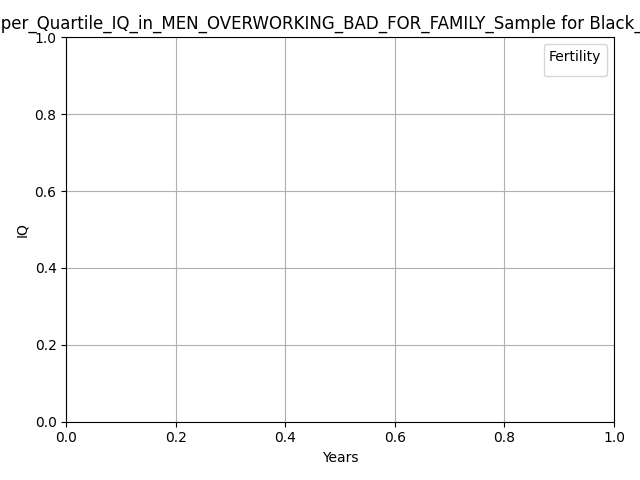 per_Quartile_IQ_in_MEN_OVERWORKING_BAD_FOR_FAMILY_Sample for Black_
Fertility
1.0
0.8
0.6
0.4
0.2
0.0
IQ
0.0 0.2 0.4 0.6 0.8 1.0
Years